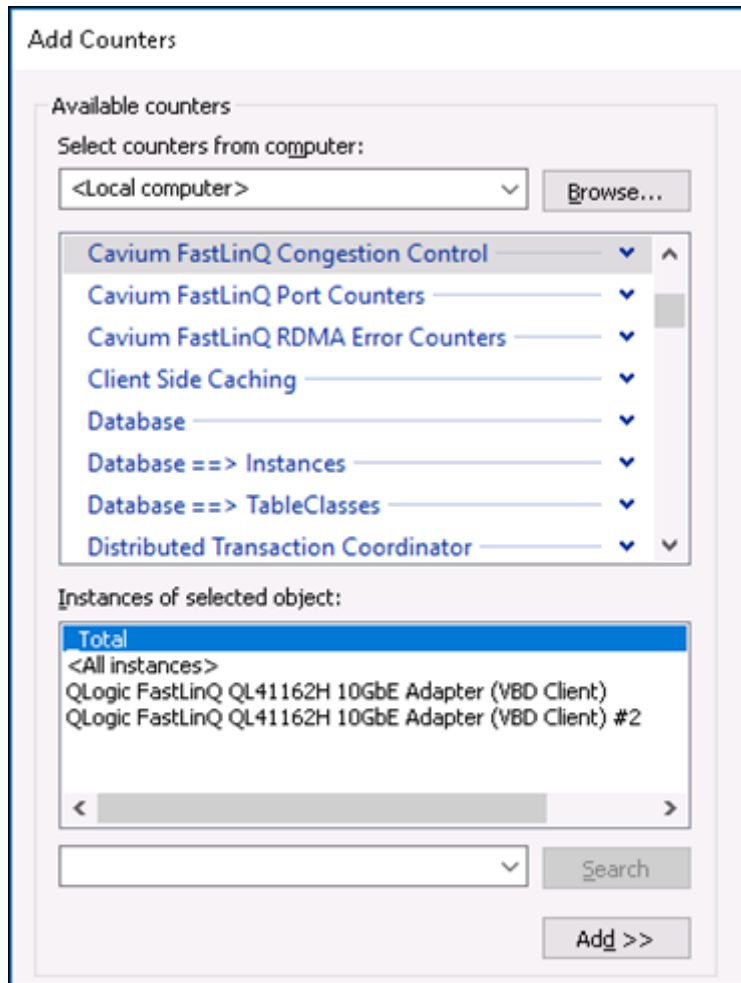 Add Counters
Available counters
Select counters from computer:
<Local computer>
Browse...
Cavium FastLinQ Congestion Control
Cavium FastLinQ Port Counters
Cavium FastLinQ RDMA Error Counters
Client Side Caching
Database
Database ==> Instances
Database ==> TableClasses
Distributed Transaction Coordinator
Instances of selected object:
_Total
<All instances>
QLogic FastLinQ QL41162H 10GbE Adapter (VBD Client)
QLogic FastLinQ QL41162H 10GbE Adapter (VBD Client) #2
Search
Add >>